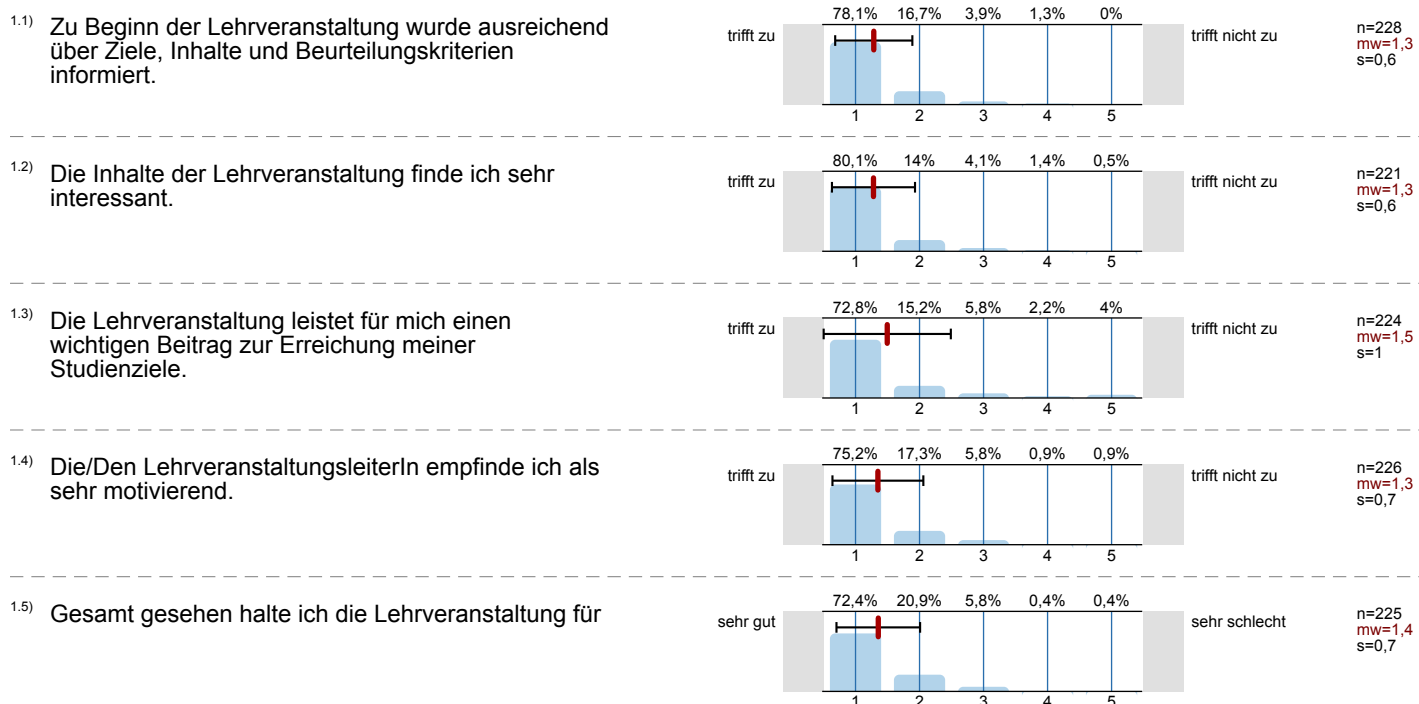 1.1) Zu Beginn der Lehrveranstaltung wurde ausreichend
über Ziele, Inhalte und Beurteilungskriterien
informiert.
trifft zu
78,1% 16,7% 3,9% 1,3% 0%
1 2 3 4 5
trifft nicht zu
n=228
mw=1,3
s=0,6
1.2) Die Inhalte der Lehrveranstaltung finde ich sehr
interessant.
trifft zu
80,1% 14% 4,1% 1,4% 0,5%
1 2 3 4 5
trifft nicht zu
n=221
mw=1,3
s=0,6
1.3) Die Lehrveranstaltung leistet für mich einen
wichtigen Beitrag zur Erreichung meiner
Studienziele.
trifft zu
72,8% 15,2% 5,8% 2,2% 4%
1 2 3 4 5
trifft nicht zu
n=224
mw=1,5
s=1
1.4) Die/Den LehrveranstaltungsleiterIn empfinde ich als
sehr motivierend.
trifft zu
75,2% 17,3% 5,8% 0,9% 0,9%
1 2 3 4 5
trifft nicht zu
n=226
mw=1,3
s=0,7
1.5) Gesamt gesehen halte ich die Lehrveranstaltung für
sehr gut
72,4% 20,9% 5,8% 0,4% 0,4%
1 2 3 4 5
sehr schlecht
n=225
mw=1,4
s=0,7